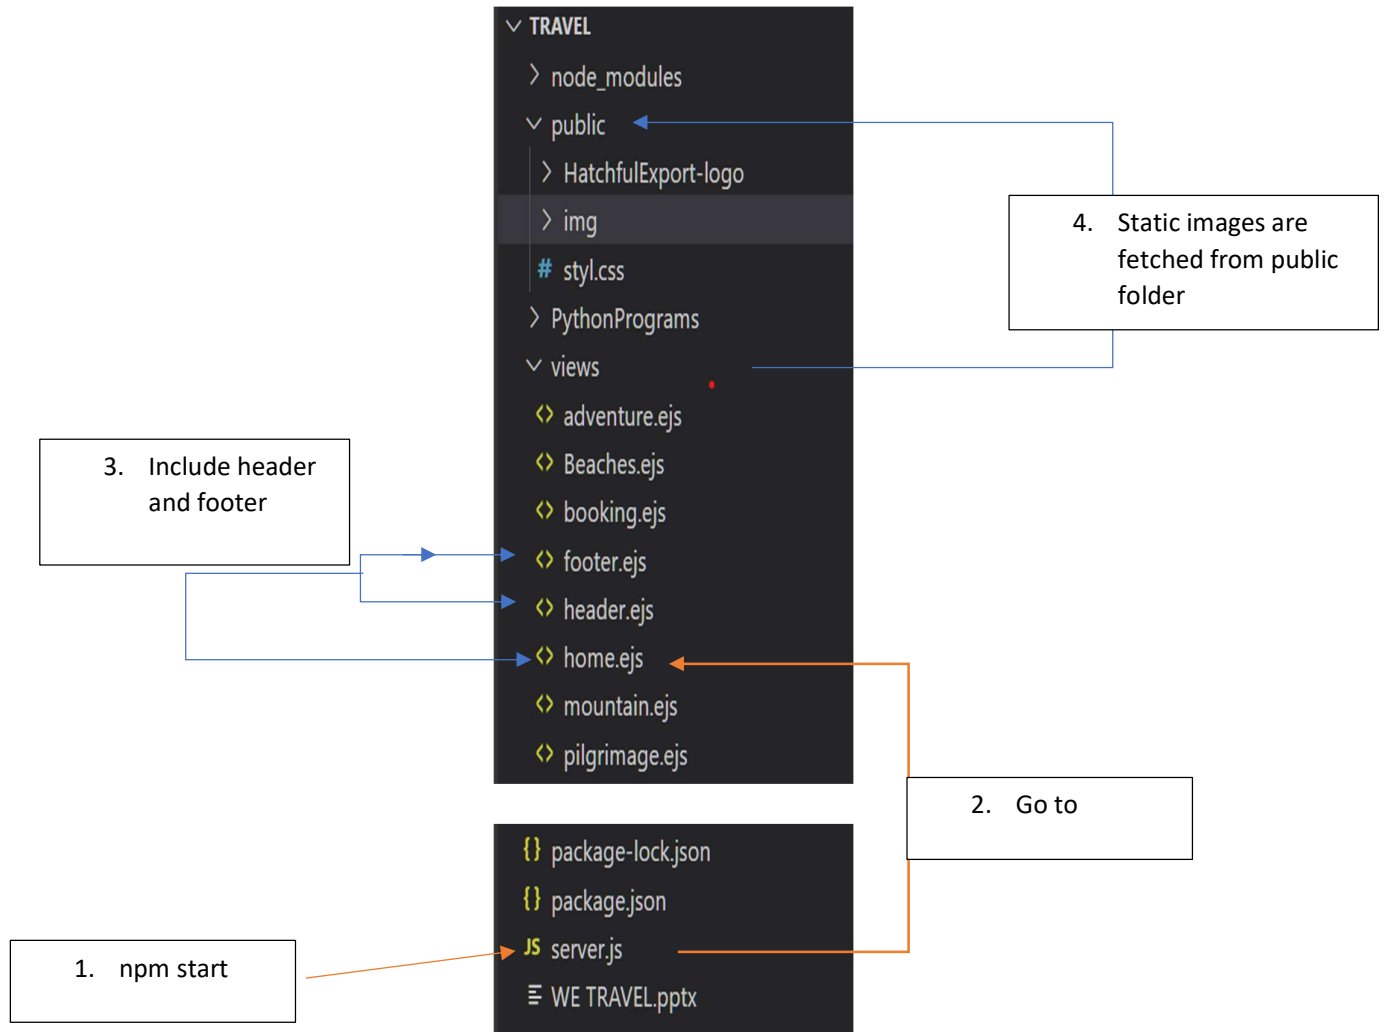 TRAVEL
node_modules
public
HatchfulExport-logo
img
# styl.css
PythonPrograms
views
adventure.ejs
Beaches.ejs
booking.ejs
footer.ejs
header.ejs
home.ejs
mountain.ejs
pilgrimage.ejs
{} package-lock.json
{} package.json
JS server.js
WE TRAVEL.pptx
1. npm start
2. Go to
3. Include header
and footer
4. Static images are
fetched from public
folder